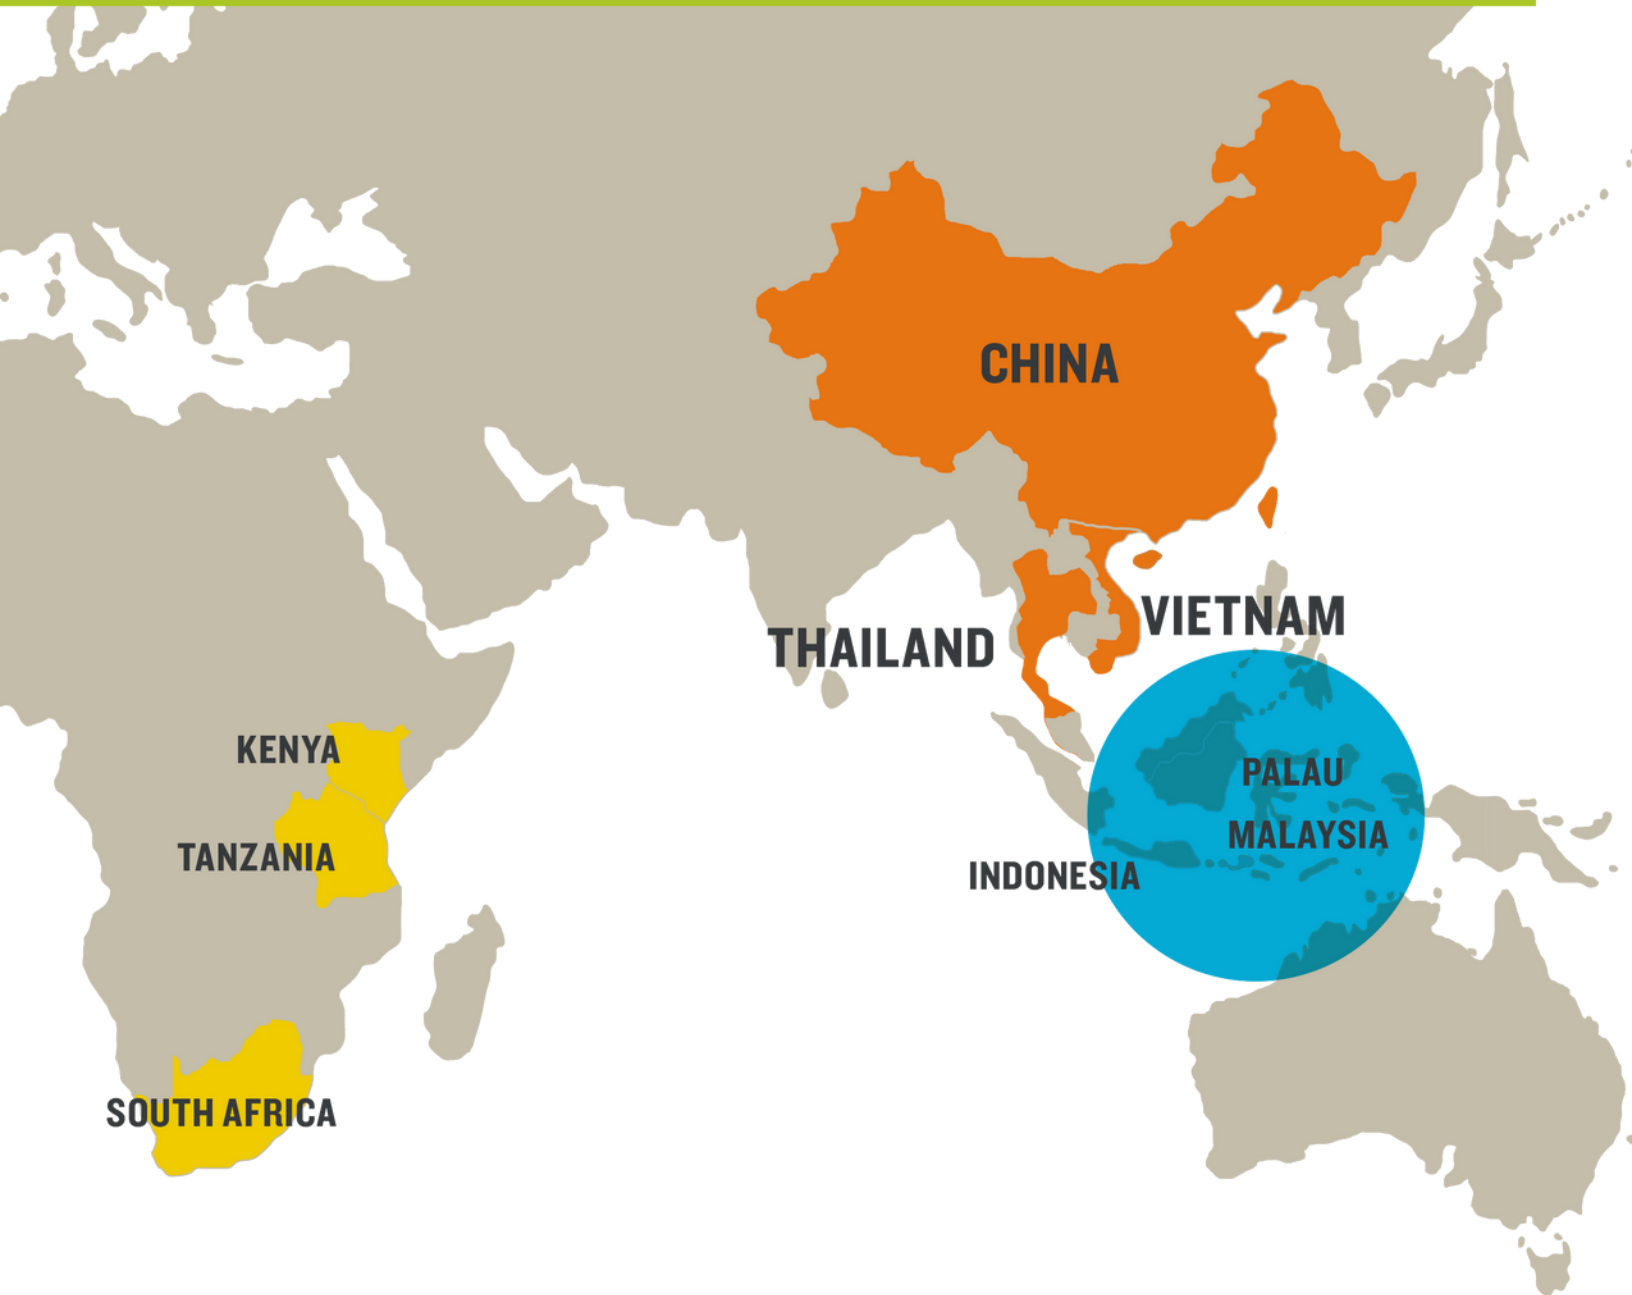 CHINA
VIETNAM
THAILAND
KENYA
PALAU
MALAYSIA
TANZANIA
INDONESIA
SOUTH AFRICA